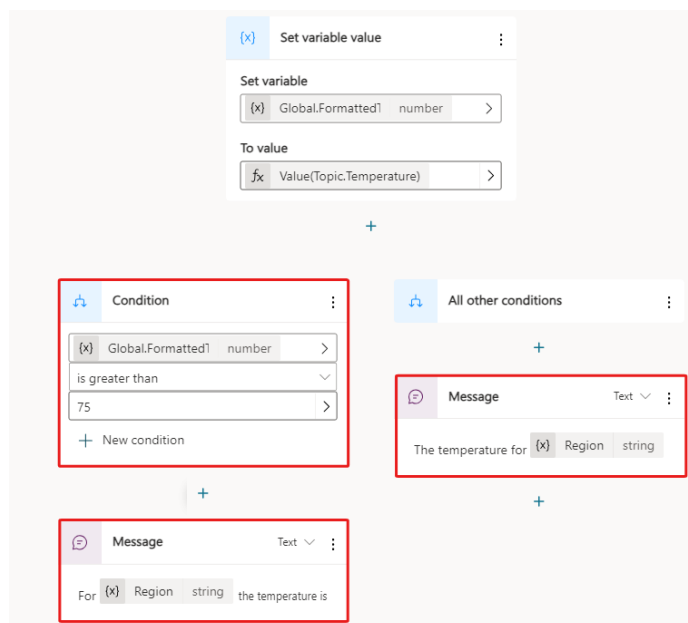 {x} Set variable value
Set variable
{x} Global.Formatted number
To value
fx Value(Topic.Temperature)
Condition
{x} Global.Formatted number
is greater than
75
New condition
Message Text
For {x} Region string the temperature is
All other conditions
Message Text
The temperature for {x} Region string